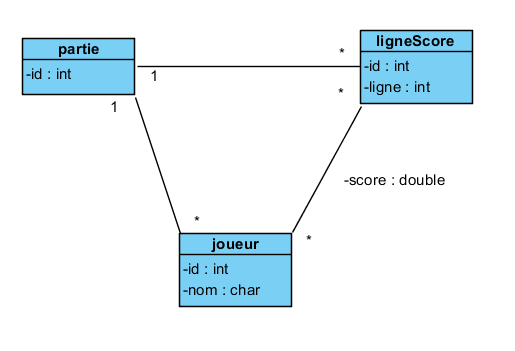 partie
-id : int
ligneScore
-id : int
-ligne : int
*
1
*
1
-score : double
*
*
joueur
-id : int
-nom : char